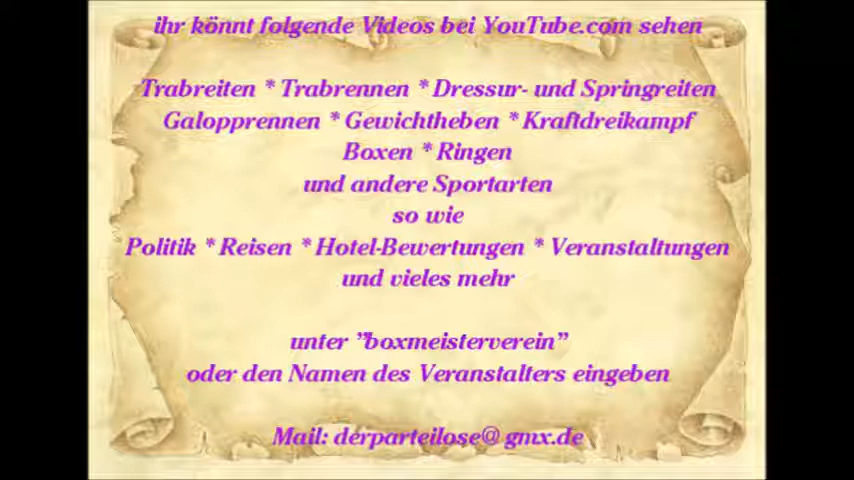 ihr könnt folgende Videos bei YouTube.com sehen
Trabreiten * Trabrennen * Dressur- und Springreiten
Galopprennen * Gewichtheben * Kraftdreikampf
Boxen * Ringen
und andere Sportarten
so wie
Politik * Reisen * Hotel-Bewertungen * Veranstaltungen
und vieles mehr
unter "boxmeisterverein"
oder den Namen des Veranstalters eingeben
Mail: derparteilose@gmx.de